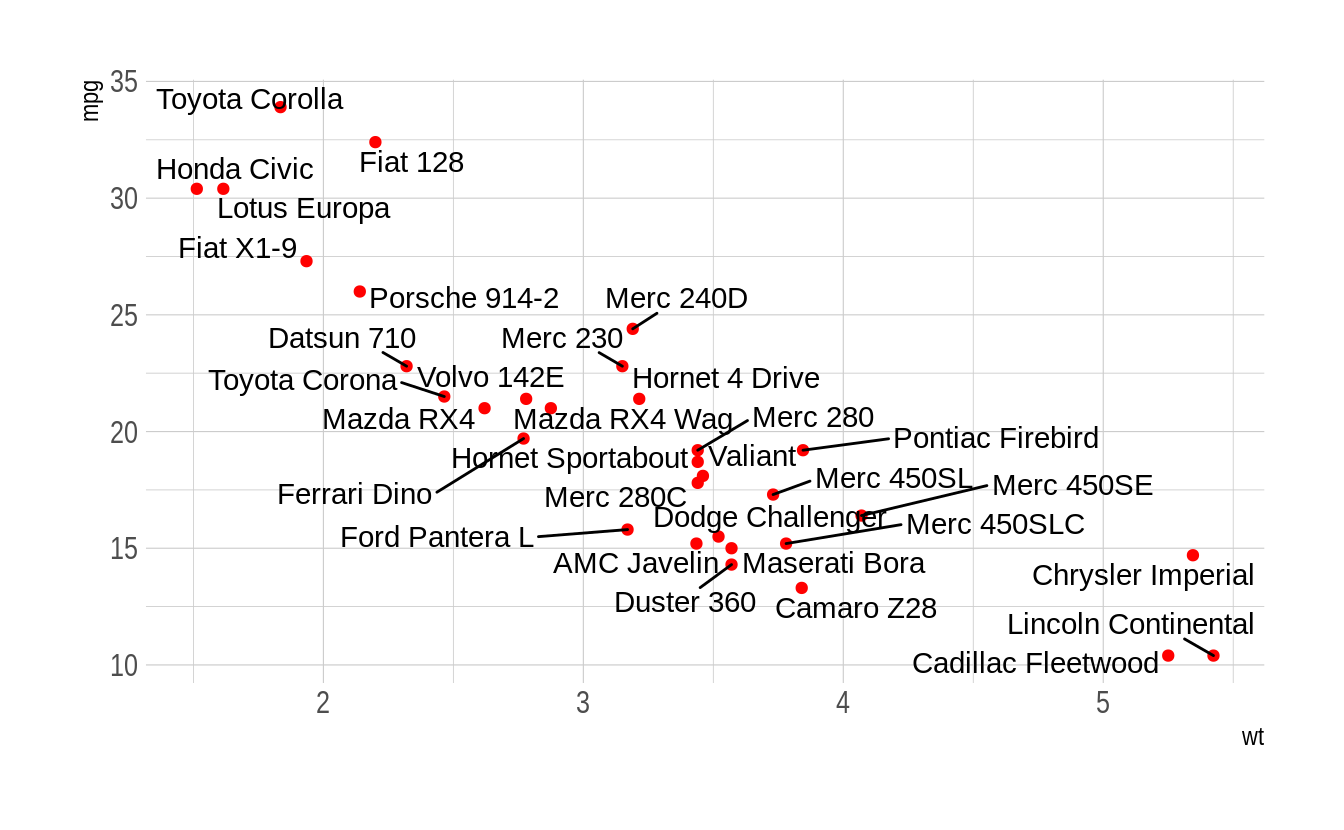 mpg
35
Toyota Corolla
Fiat 128
Honda Civic
30
Lotus Europa
Fiat X1-9
Porsche 914-2
Merc 240D
25
Datsun 710
Merc 230
Toyota Corona
Volvo 142E
Hornet 4 Drive
Mazda RX4
Mazda RX4 Wag
Merc 280
20
Pontiac Firebird
Hornet Sportabout
Valiant
Merc 450SL
Merc 450SE
Ferrari Dino
Merc 280C
Dodge Challenger
Merc 450SLC
Ford Pantera L
15
AMC Javelin
Maserati Bora
Chrysler Imperial
Duster 360
Camaro Z28
Lincoln Continental
10
Cadillac Fleetwood
2
3
4
5
wt